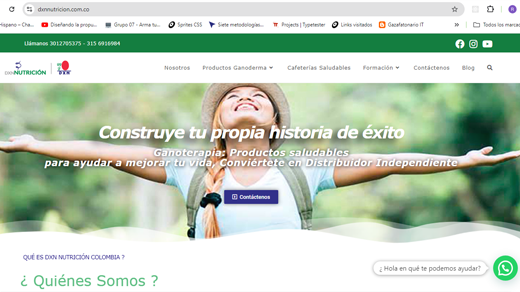 dxnnutricion.com.co
Hispano – Cha...
Diseñando la propu...
Grupo 07 - Arma tu...
Sprites CSS
Siete metodologías...
Projects | Typetester
Links visitados
Gazafatonario IT
»
Todos los marcad
Llámanos 3012705375 - 315 6916984
DXNNUTRICIÓN
DXN
Nosotros
Productos Ganoderma
Cafeterías Saludables
Formación
Contáctenos
Blog
Construye tu propia historia de éxito
Ganoterapia: Productos saludables
para ayudar a mejorar tu vida, Conviértete en Distribuidor Independiente
Contáctenos
¿ Hola en qué te podemos ayudar?
QUÉ ES DXN NUTRICIÓN COLOMBIA ?
¿ Quiénes Somos ?